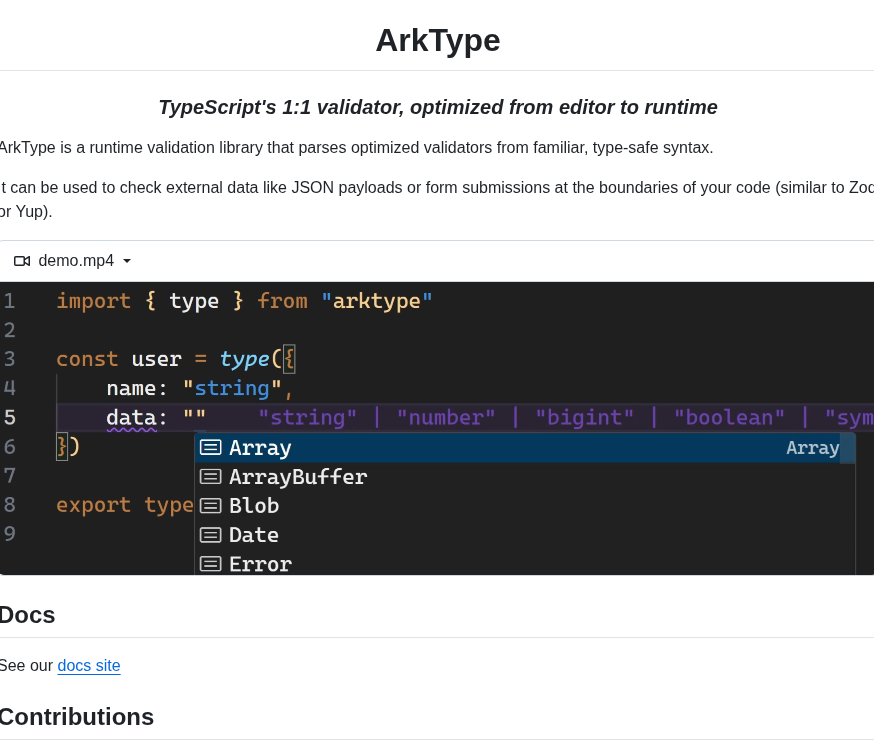 ArkType
TypeScript's 1:1 validator, optimized from editor to runtime
ArkType is a runtime validation library that parses optimized validators from familiar, type-safe syntax.
It can be used to check external data like JSON payloads or form submissions at the boundaries of your code (similar to Zod
or Yup).
demo.mp4
1 import { type } from "arktype"
2
3 const user = type({
4 name: "string",
5 data: "" "string" | "number" | "bigint" | "boolean" | "sym
6 })
Array Array
7 ArrayBuffer
8 export type Blob
9 Date
Error
Docs
See our docs site
Contributions